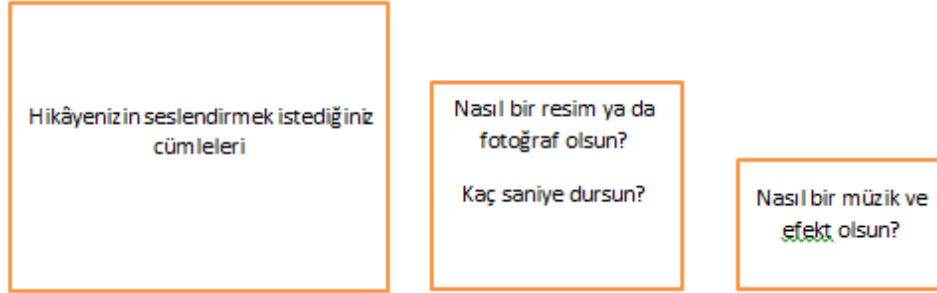 Hikâyenizin seslendirmek istediğiniz
cümleleri
Nasıl bir resim ya da
fotoğraf olsun?
Kaç saniye dursun?
Nasıl bir müzik ve
efekt olsun?